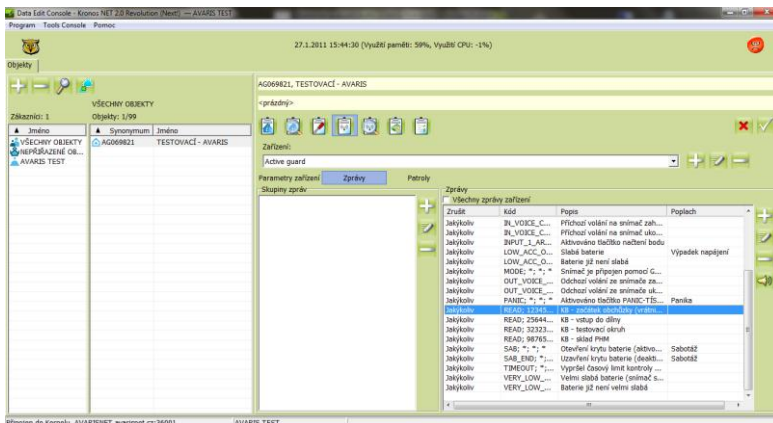 Data Edit Console - Kronos NET 2.0 Revolution (Next) — AVARIS TEST
Program Tools Console Pomoc
27.1.2011 15:44:30 (Využití paměti: 59%, Využití CPU: -1%)
Objekty
AG069821, TESTOVACÍ - AVARIS
VŠECHNY OBJEKTY
<prázdný>
Zákazníci: 1 Objekty: 1/99
Jméno Synonymum Jméno
VŠECHNY OBJEKTY AG069821 TESTOVACÍ - AVARIS
NEPŘIŘAZENÉ OB...
AVARIS TEST
Zařízení:
Active guard
Parametry zařízení Zprávy Patroly
Skupiny zpráv Zprávy
Všechny zprávy zařízení
Zrušit Kód Popis Poplach
Jakýkoliv IN_VOICE_C... Příchozí volání na snímač zah...
Jakýkoliv IN_VOICE_C... Příchozí volání na snímač uko...
Jakýkoliv INPUT_1_AR... Aktivováno tlačítko načtení bodu
Jakýkoliv LOW_ACC_O... Slabá baterie Výpadek napájení
Jakýkoliv LOW_ACC_O... Baterie již není slabá
Jakýkoliv MODE; *; * Snímač je připojen pomocí G...
Jakýkoliv OUT_VOICE_... Odchozí volání ze snímače za...
Jakýkoliv OUT_VOICE_... Odchozí volání ze snímače uk...
Jakýkoliv PANIC; *; * Aktivováno tlačítko PANIC-TÍS... Panika
Jakýkoliv READ; 12345... KB - začátek obchůzky (vrátni...
Jakýkoliv READ; 25644... KB - vstup do dílny
Jakýkoliv READ; 32323... KB - testovací okruh
Jakýkoliv READ; 98765... KB - sklad PHM
Jakýkoliv SAB; *; * Otevření krytu baterie (aktivo... Sabotáž
Jakýkoliv SAB_END; *;... Uzavření krytu baterie (deakti... Sabotáž
Jakýkoliv TIMEOUT; *;... Vypršel časový limit kontroly ...
Jakýkoliv VERY_LOW_... Velmi slabá baterie (snímač s...
Jakýkoliv VERY_LOW_... Baterie již není velmi slabá
AVARIS TEST